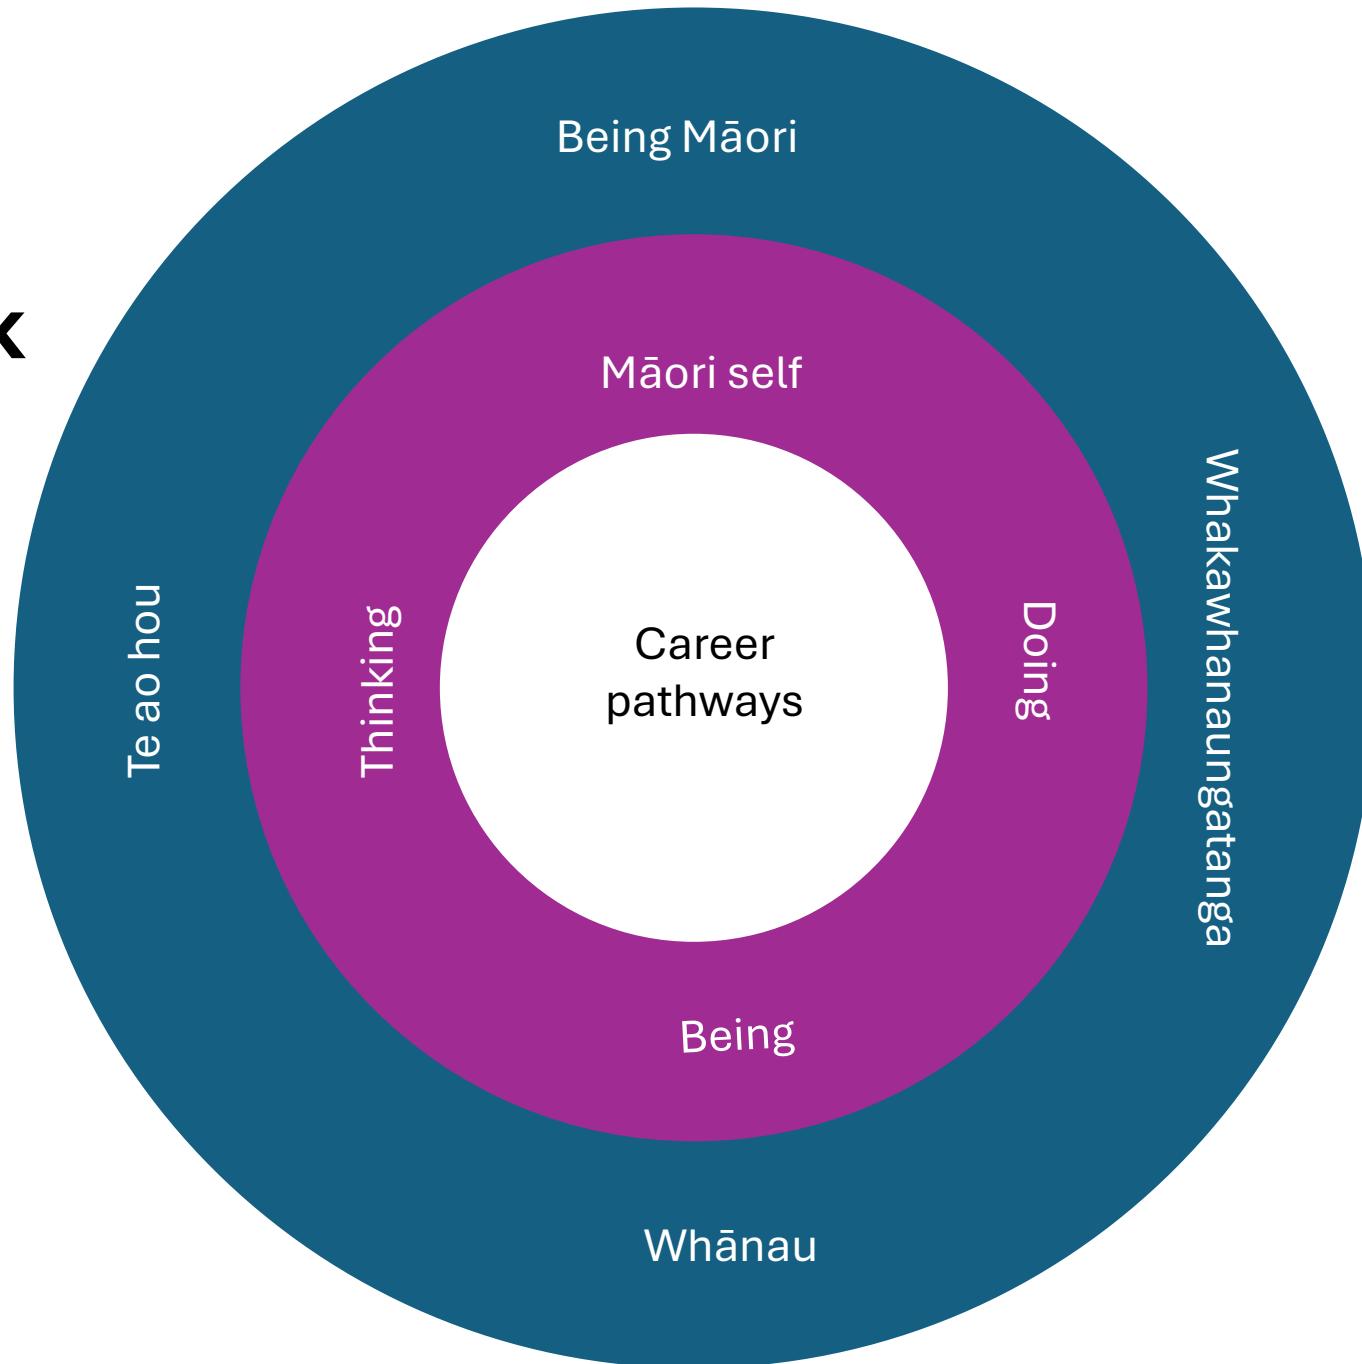 Being Māori
k
Māori self
Whakawhanaungatanga
Te ao hou
Thinking
Career
pathways
Doing
Being
Whānau